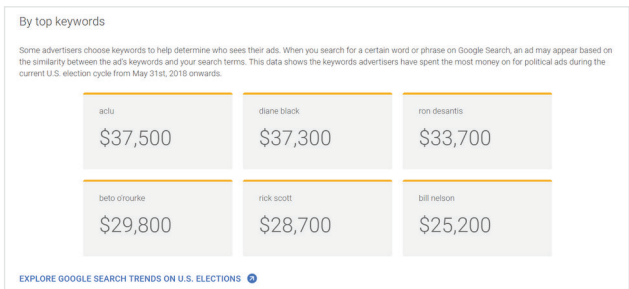 By top keywords
Some advertisers choose keywords to help determine who sees their ads. When you search for a certain word or phrase on Google Search, an ad may appear based on
the similarity between the ad's keywords and your search terms. This data shows the keywords advertisers have spent the most money on for political ads during the
current U.S. election cycle from May 31st, 2018 onwards.
aclu
$37,500
diane black
$37,300
ron desantis
$33,700
beto o'rourke
$29,800
rick scott
$28,700
bill nelson
$25,200
EXPLORE GOOGLE SEARCH TRENDS ON U.S. ELECTIONS